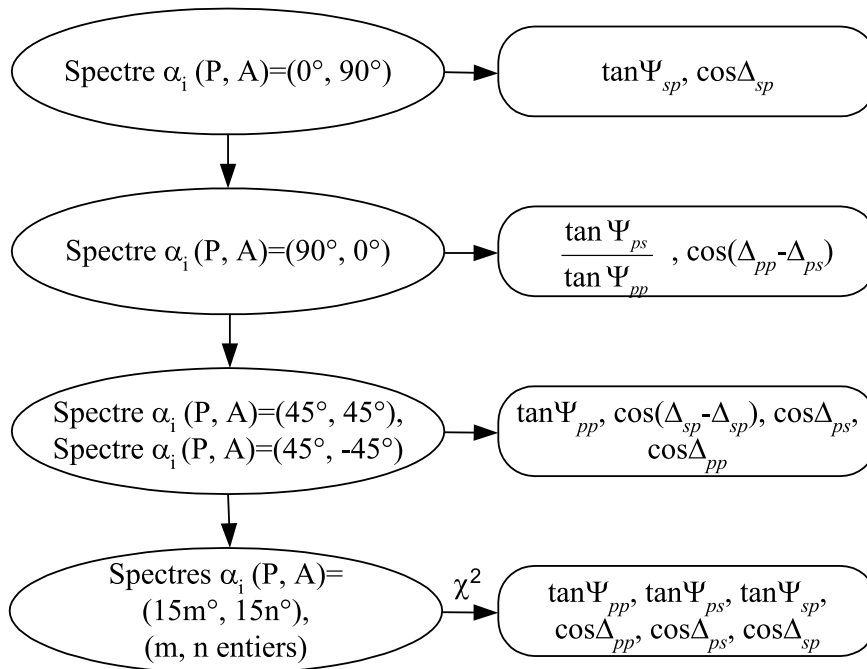 Spectre αᵢ (P, A)=(0°, 90°)
tanΨₛₚ, cosΔₛₚ
Spectre αᵢ (P, A)=(90°, 0°)
tan Ψₚₛ
, cos(Δₚₚ-Δₚₛ)
tan Ψₚₚ
Spectre αᵢ (P, A)=(45°, 45°),
Spectre αᵢ (P, A)=(45°, -45°)
tanΨₚₚ, cos(Δₛₚ-Δₛₚ), cosΔₚₛ,
cosΔₚₚ
Spectres αᵢ (P, A)=
(15m°, 15n°),
(m, n entiers)
χ²
tanΨₚₚ, tanΨₚₛ, tanΨₛₚ,
cosΔₚₚ, cosΔₚₛ, cosΔₛₚ